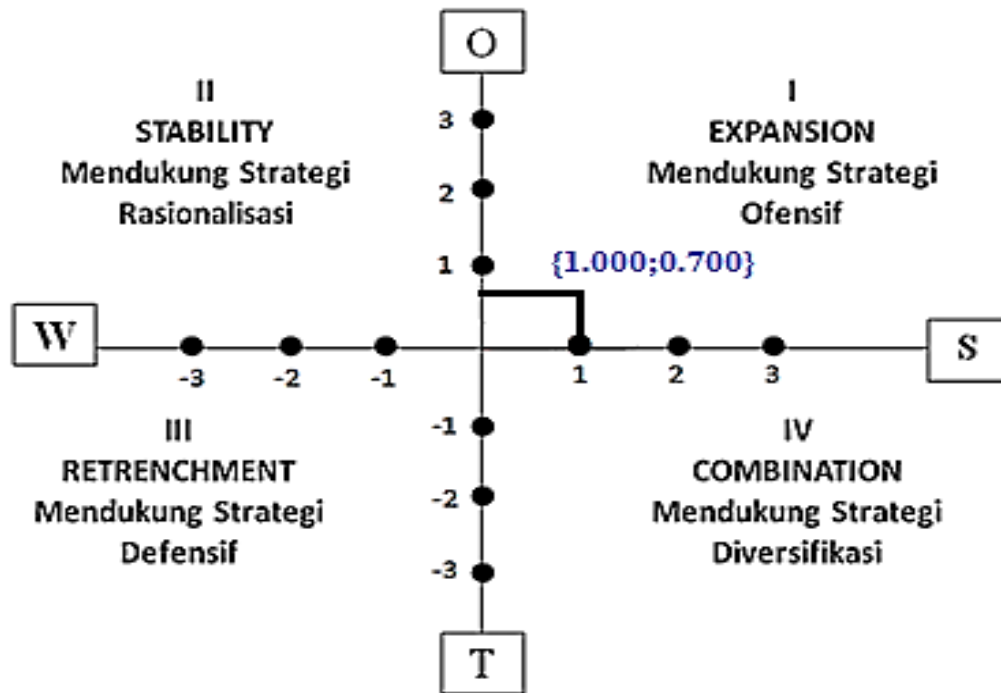 O
II
STABILITY
Mendukung Strategi
Rasionalisasi
I
EXPANSION
Mendukung Strategi
Ofensif
3
2
1
{1.000;0.700}
W
S
-3
-2
-1
1
2
3
III
RETRENCHMENT
Mendukung Strategi
Defensif
IV
COMBINATION
Mendukung Strategi
Diversifikasi
-1
-2
-3
T